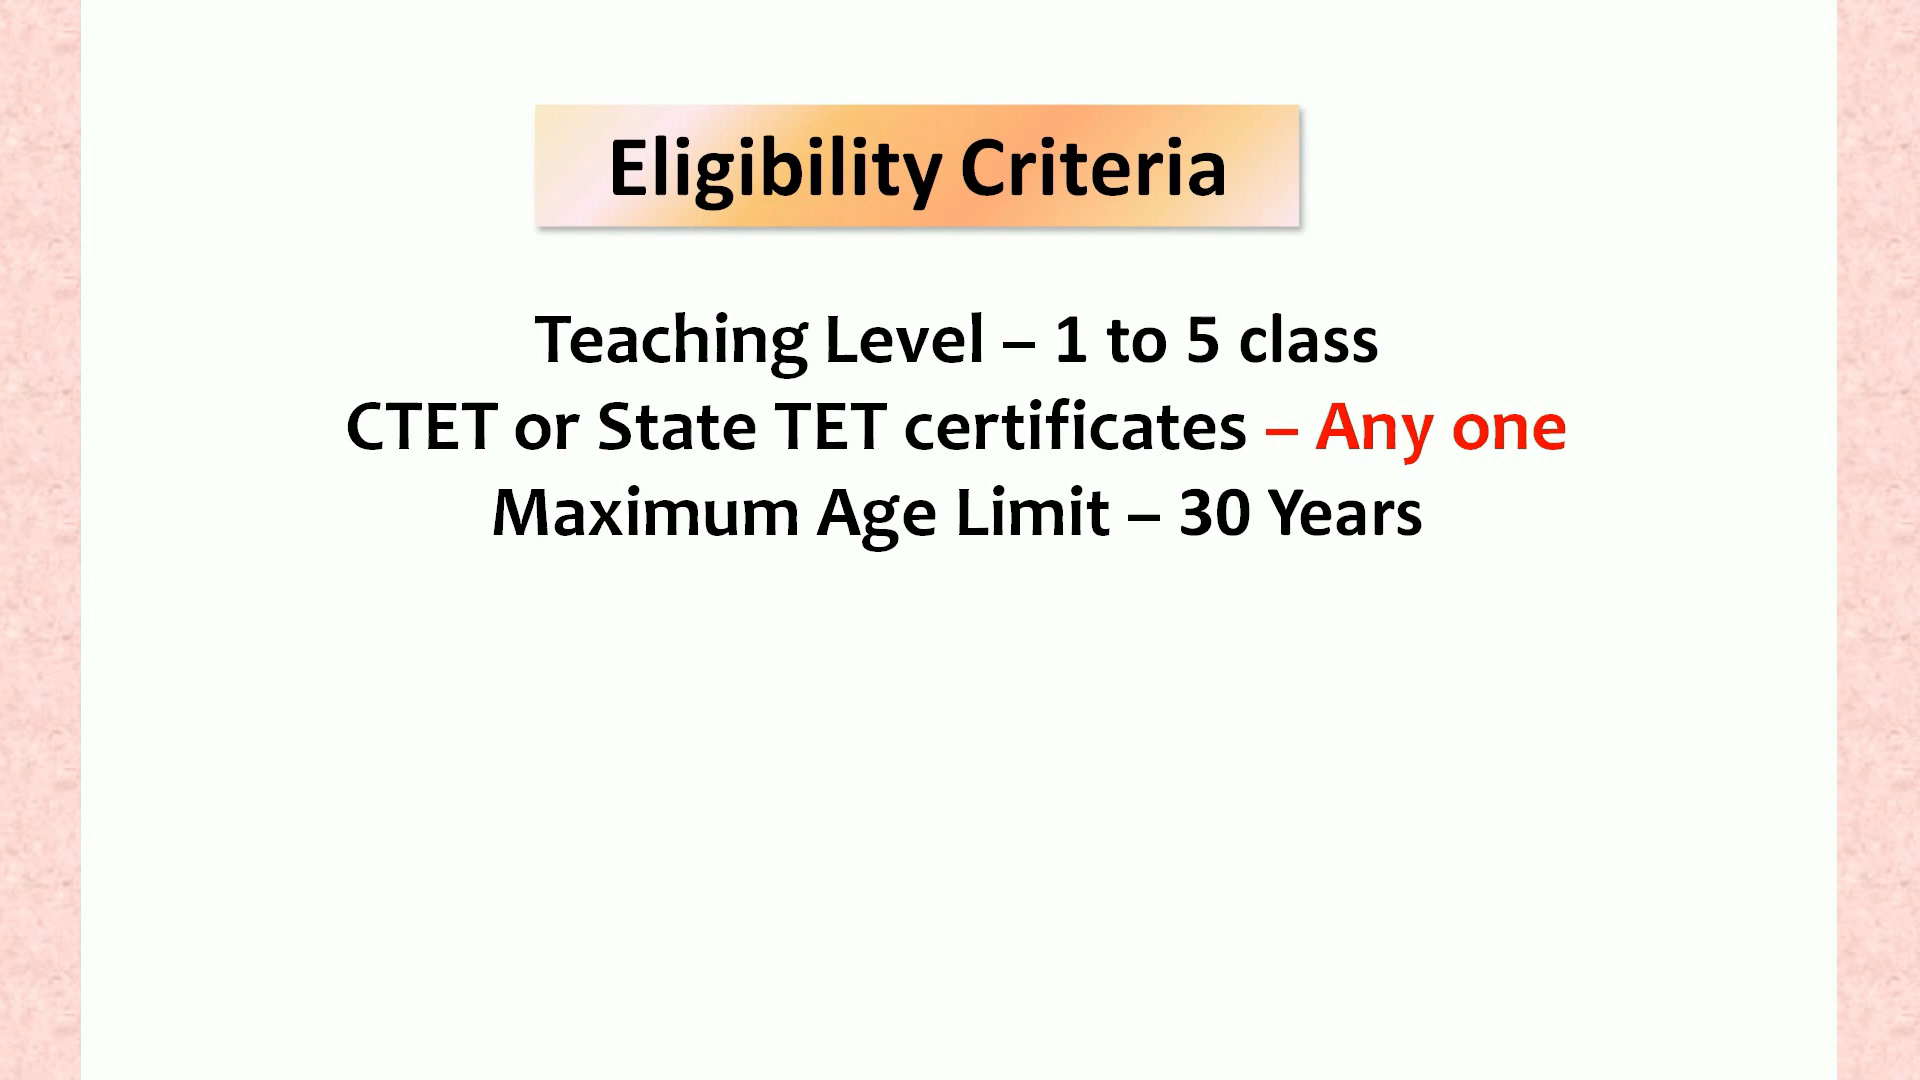 Eligibility Criteria
Teaching Level – 1 to 5 class
CTET or State TET certificates – Any one
Maximum Age Limit – 30 Years